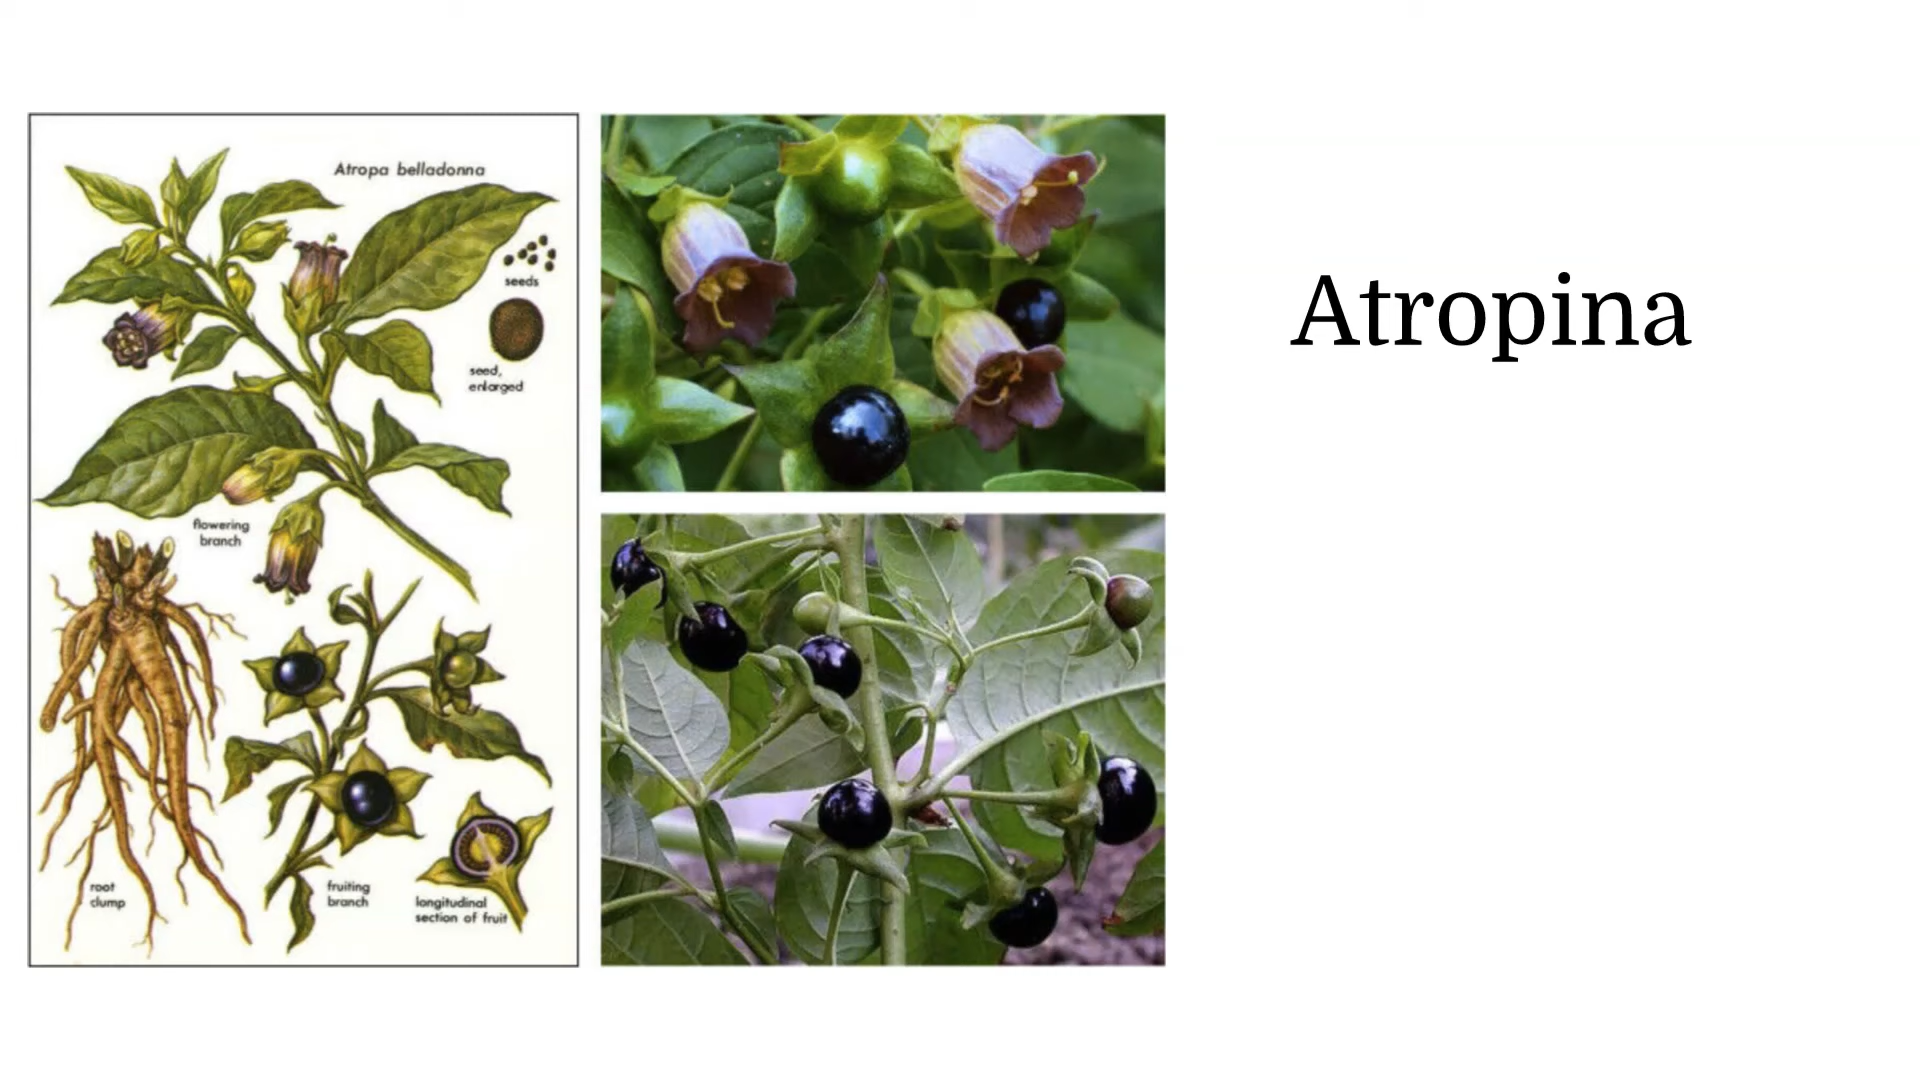 Atropa belladonna
seeds
seed,
enlarged
flowering
branch
root
clump
fruiting
branch
longitudinal
section of fruit
Atropina